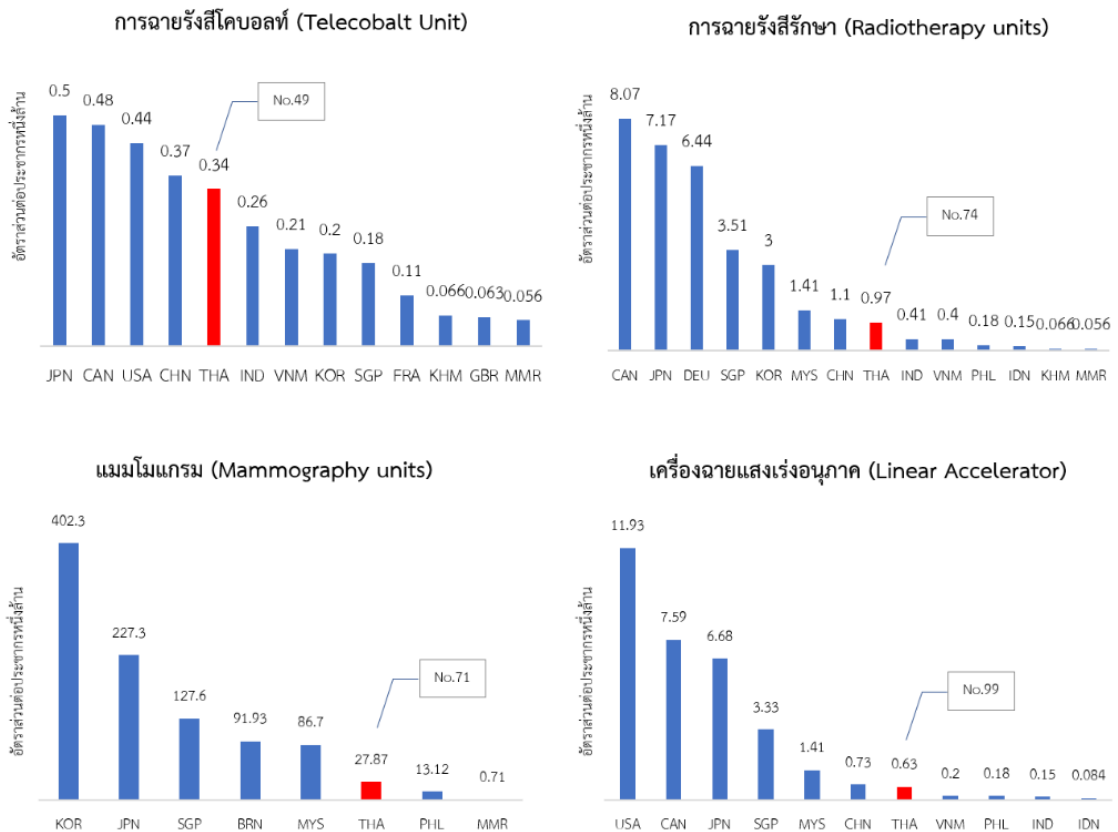 การฉายรังสีโคบอลท์ (Telecobalt Unit)
อัตราส่วนต่อประชากรหนึ่งล้าน
0.5 0.48 0.44 0.37 0.34 0.26 0.21 0.2 0.18 0.11 0.066 0.063 0.056
No.49
JPN CAN USA CHN THA IND VNM KOR SGP FRA KHM GBR MMR
การฉายรังสีรักษา (Radiotherapy units)
อัตราส่วนต่อประชากรหนึ่งล้าน
8.07 7.17 6.44 3.51 3 1.41 1.1 0.97 0.41 0.4 0.18 0.15 0.066 0.056
No.74
CAN JPN DEU SGP KOR MYS CHN THA IND VNM PHL IDN KHM MMR
แมมโมแกรม (Mammography units)
อัตราส่วนต่อประชากรหนึ่งล้าน
402.3 227.3 127.6 91.93 86.7 27.87 13.12 0.71
No.71
KOR JPN SGP BRN MYS THA PHL MMR
เครื่องฉายแสงเร่งอนุภาค (Linear Accelerator)
อัตราส่วนต่อประชากรหนึ่งล้าน
11.93 7.59 6.68 3.33 1.41 0.73 0.63 0.2 0.18 0.15 0.084
No.99
USA CAN JPN SGP MYS CHN THA VNM PHL IND IDN